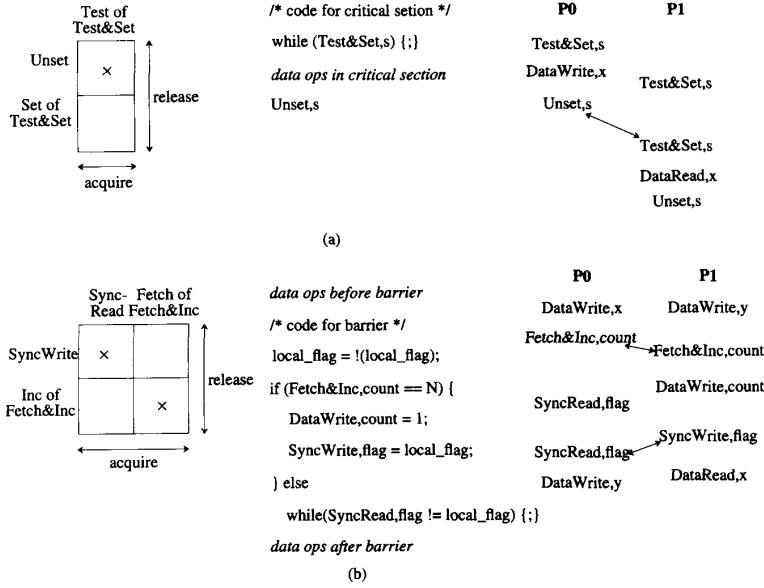 Test of
Test&Set
Unset
Set of
Test&Set
release
acquire
/* code for critical setion */
while (Test&Set,s) {;}
data ops in critical section
Unset,s
P0 P1
Test&Set,s
DataWrite,x
Test&Set,s
Unset,s
Test&Set,s
DataRead,x
Unset,s
(a)
Sync- Fetch of
Read Fetch&Inc
SyncWrite
Inc of
Fetch&Inc
release
acquire
data ops before barrier
/* code for barrier */
local_flag = !(local_flag);
if (Fetch&Inc,count == N) {
DataWrite,count = 1;
SyncWrite,flag = local_flag;
} else
while(SyncRead,flag != local_flag) {;}
data ops after barrier
P0 P1
DataWrite,x DataWrite,y
Fetch&Inc,count
Fetch&Inc,count
DataWrite,count
SyncRead,flag
SyncWrite,flag
SyncRead,flag
DataRead,x
DataWrite,y
(b)